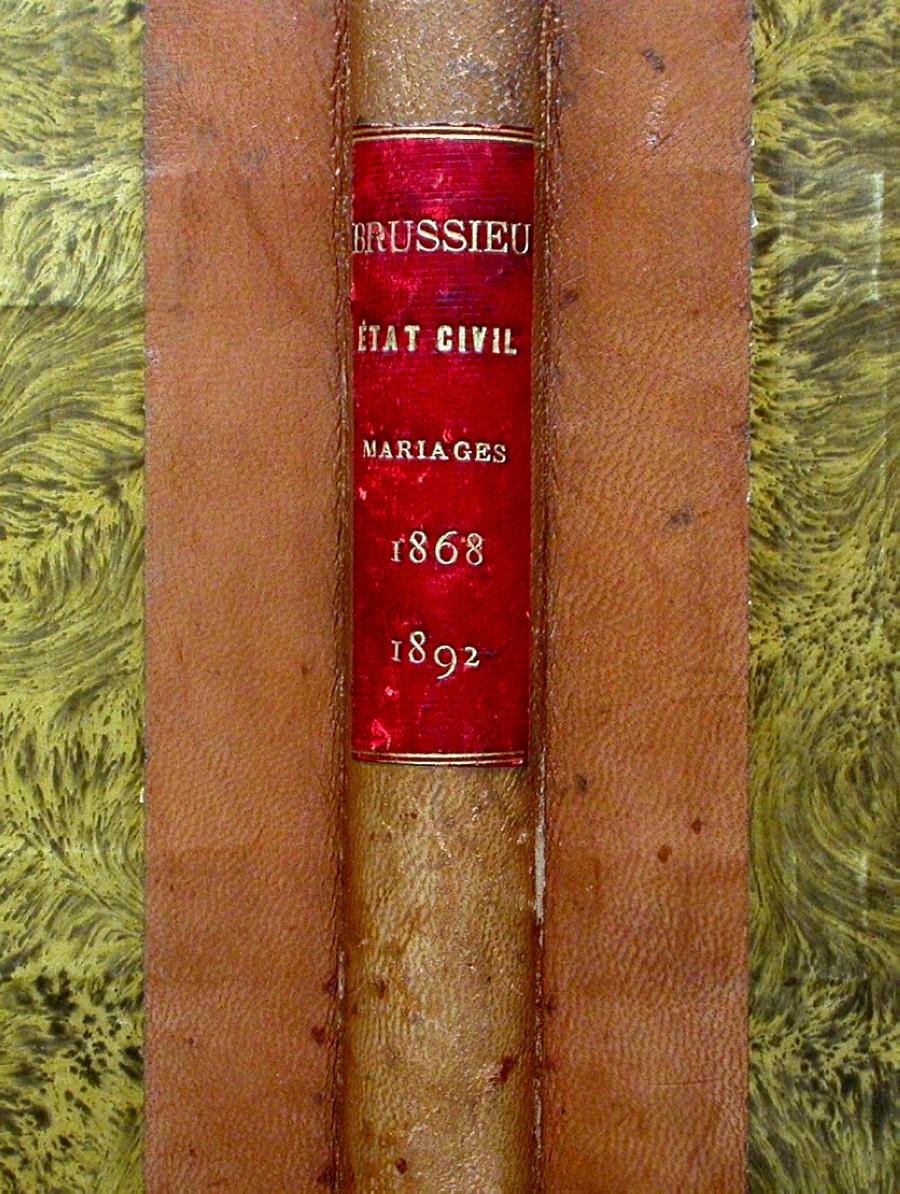 BRUSSIEU
ÉTAT CIVIL
MARIAGES
1868
1892